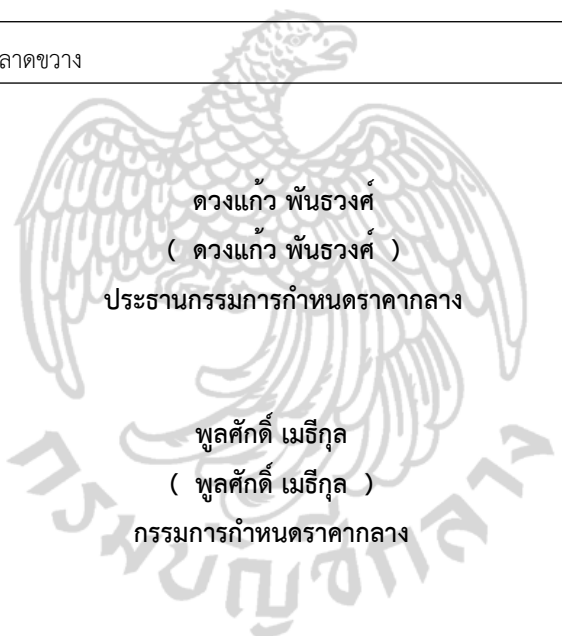 ลาดขวาง
ดวงแก้ว พันธวงศ์
( ดวงแก้ว พันธวงศ์ )
ประธานกรรมการกำหนดราคากลาง
พูลศักดิ์ เมธีกุล
( พูลศักดิ์ เมธีกุล )
กรรมการกำหนดราคากลาง
กรมบัญชีกลาง